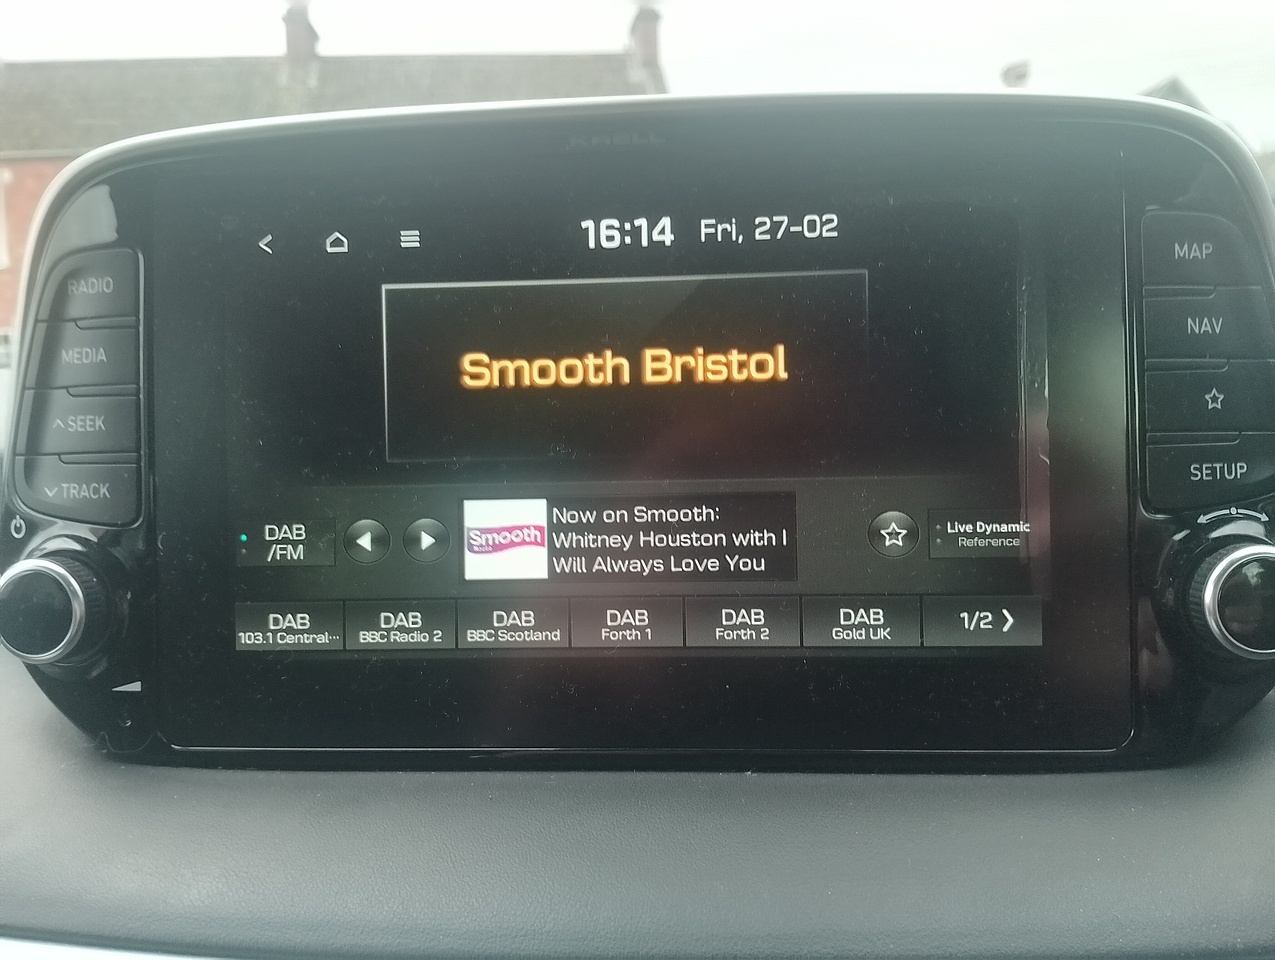 KRELL
16:14 Fri, 27-02
RADIO
MEDIA
SEEK
TRACK
MAP
NAV
SETUP
Smooth Bristol
DAB
/FM
Smooth
Radio
Now on Smooth:
Whitney Houston with I
Will Always Love You
Live Dynamic
Reference
DAB
103.1 Central···
DAB
BBC Radio 2
DAB
BBC Scotland
DAB
Forth 1
DAB
Forth 2
DAB
Gold UK
1/2